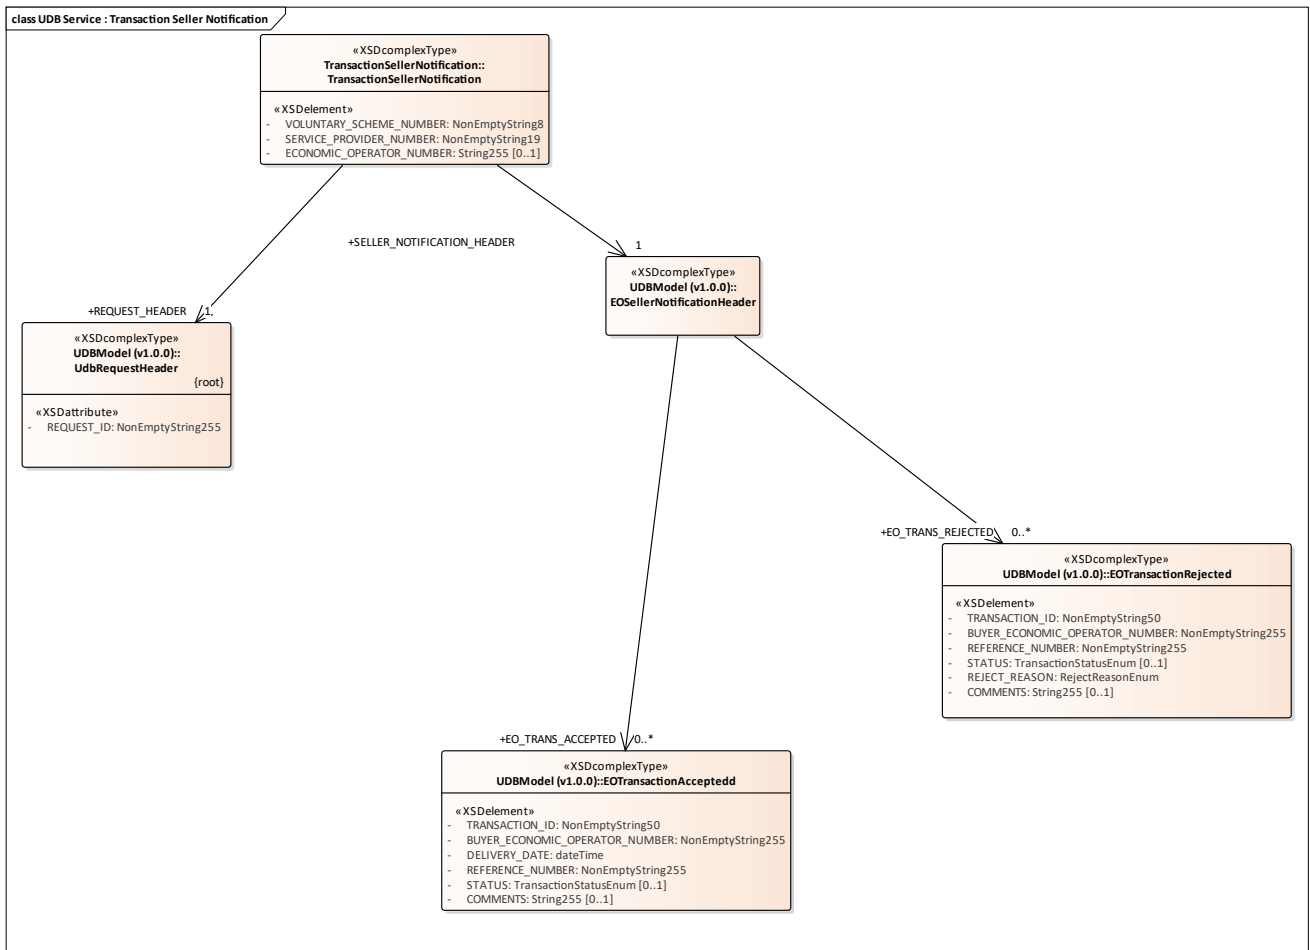 class UDB Service : Transaction Seller Notification
«XSDcomplexType»
TransactionSellerNotification::
TransactionSellerNotification
«XSDelement»
- VOLUNTARY_SCHEME_NUMBER: NonEmptyString8
- SERVICE_PROVIDER_NUMBER: NonEmptyString19
- ECONOMIC_OPERATOR_NUMBER: String255 [0..1]
+SELLER_NOTIFICATION_HEADER
1
«XSDcomplexType»
UDBModel (v1.0.0)::
EOSellerNotificationHeader
+REQUEST_HEADER
1,
«XSDcomplexType»
UDBModel (v1.0.0)::
UdbRequestHeader
{root}
«XSDattribute»
- REQUEST_ID: NonEmptyString255
+EO_TRANS_REJECTED
0..*
«XSDcomplexType»
UDBModel (v1.0.0)::EOTransactionRejected
«XSDelement»
- TRANSACTION_ID: NonEmptyString50
- BUYER_ECONOMIC_OPERATOR_NUMBER: NonEmptyString255
- REFERENCE_NUMBER: NonEmptyString255
- STATUS: TransactionStatusEnum [0..1]
- REJECT_REASON: RejectReasonEnum
- COMMENTS: String255 [0..1]
+EO_TRANS_ACCEPTED
0..*
«XSDcomplexType»
UDBModel (v1.0.0)::EOTransactionAcceptedd
«XSDelement»
- TRANSACTION_ID: NonEmptyString50
- BUYER_ECONOMIC_OPERATOR_NUMBER: NonEmptyString255
- DELIVERY_DATE: dateTime
- REFERENCE_NUMBER: NonEmptyString255
- STATUS: TransactionStatusEnum [0..1]
- COMMENTS: String255 [0..1]